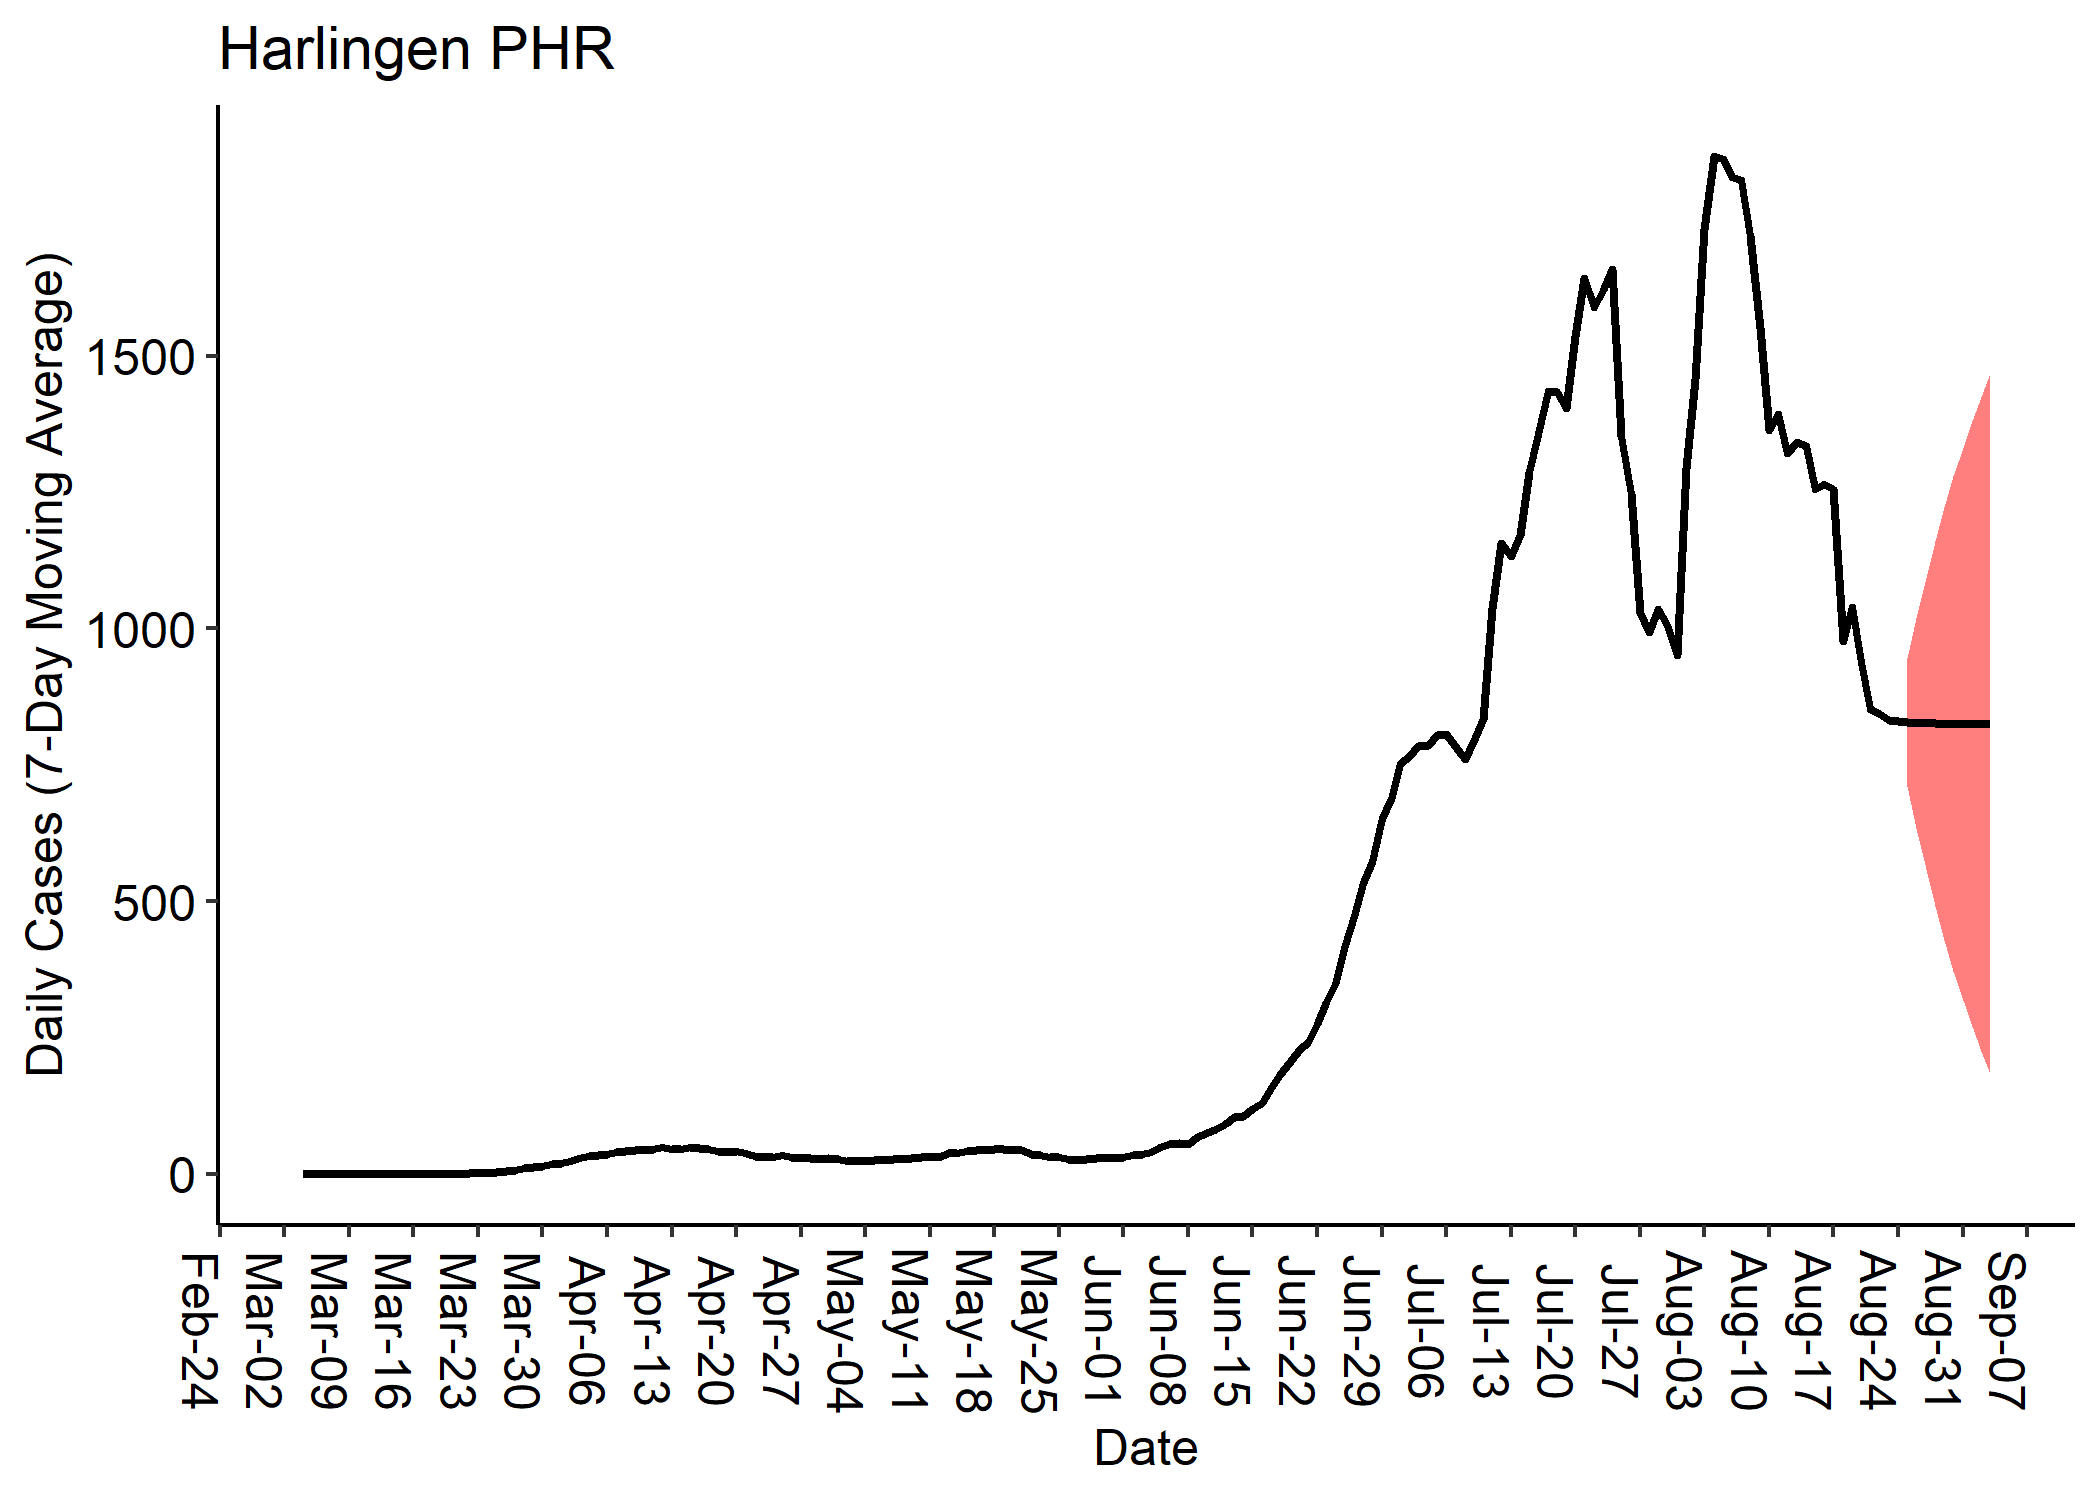 Harlingen PHR
Daily Cases (7-Day Moving Average)
1500
1000
500
0
Feb-24
Mar-02
Mar-09
Mar-16
Mar-23
Mar-30
Apr-06
Apr-13
Apr-20
Apr-27
May-04
May-11
May-18
May-25
Jun-01
Jun-08
Jun-15
Jun-22
Jun-29
Jul-06
Jul-13
Jul-20
Jul-27
Aug-03
Aug-10
Aug-17
Aug-24
Aug-31
Sep-07
Date